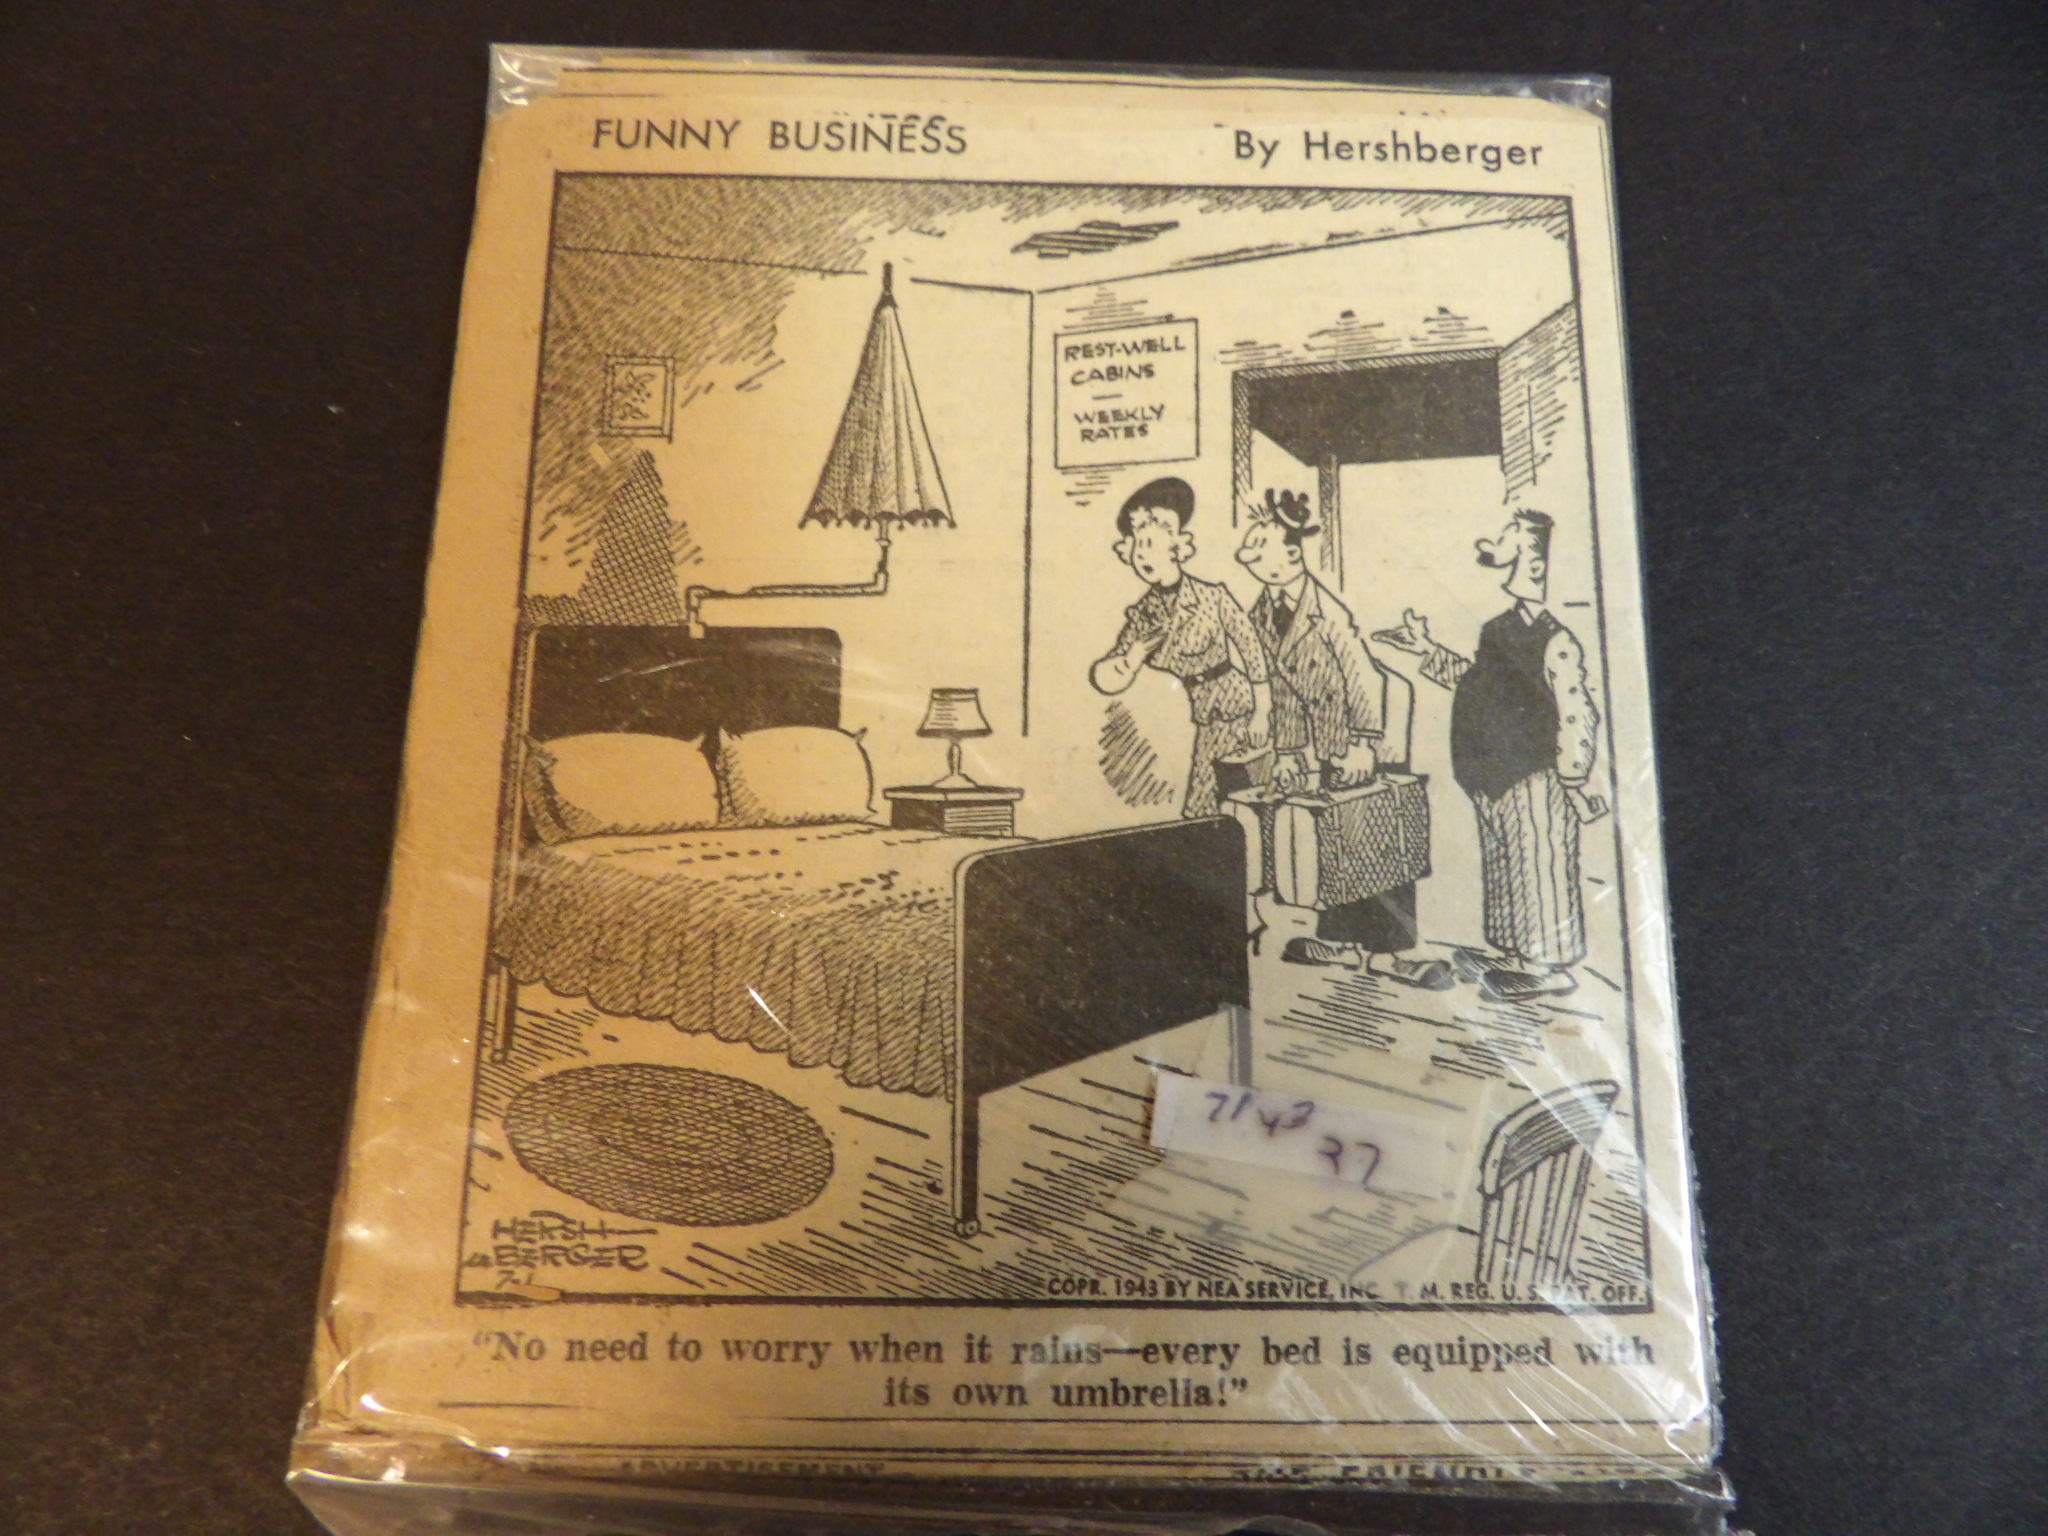 FUNNY BUSINESS
By Hershberger
REST-WELL
CABINS
—
WEEKLY
RATES
7/43
27
HERSH-
BERGER
7-1
COPR. 1943 BY NEA SERVICE, INC. T. M. REG. U. S. PAT. OFF.
"No need to worry when it rains—every bed is equipped with
its own umbrella!"
ADVERTISEMENT